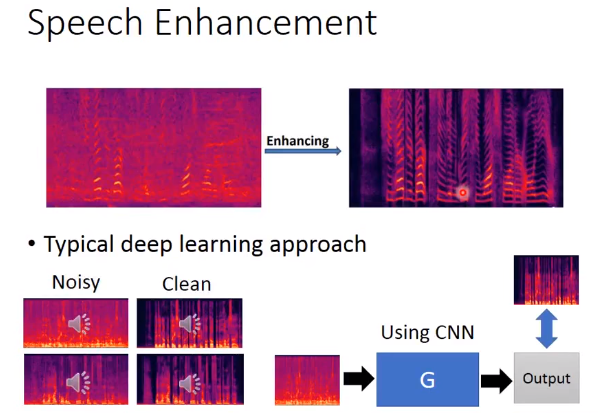 Speech Enhancement
Enhancing
• Typical deep learning approach
Noisy Clean
Using CNN
G
Output